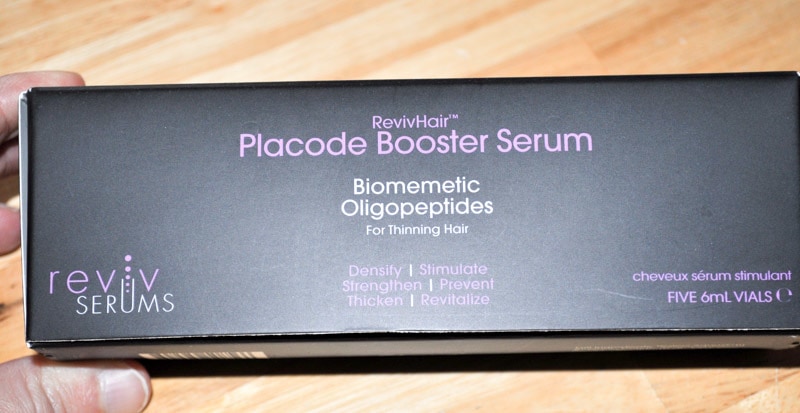 RevivHair™
Placode Booster Serum
Biomemetic
Oligopeptides
For Thinning Hair
Densify | Stimulate
Strengthen | Prevent
Thicken | Revitalize
reviv
SERUMS
cheveux sérum stimulant
FIVE 6mL VIALS ℮